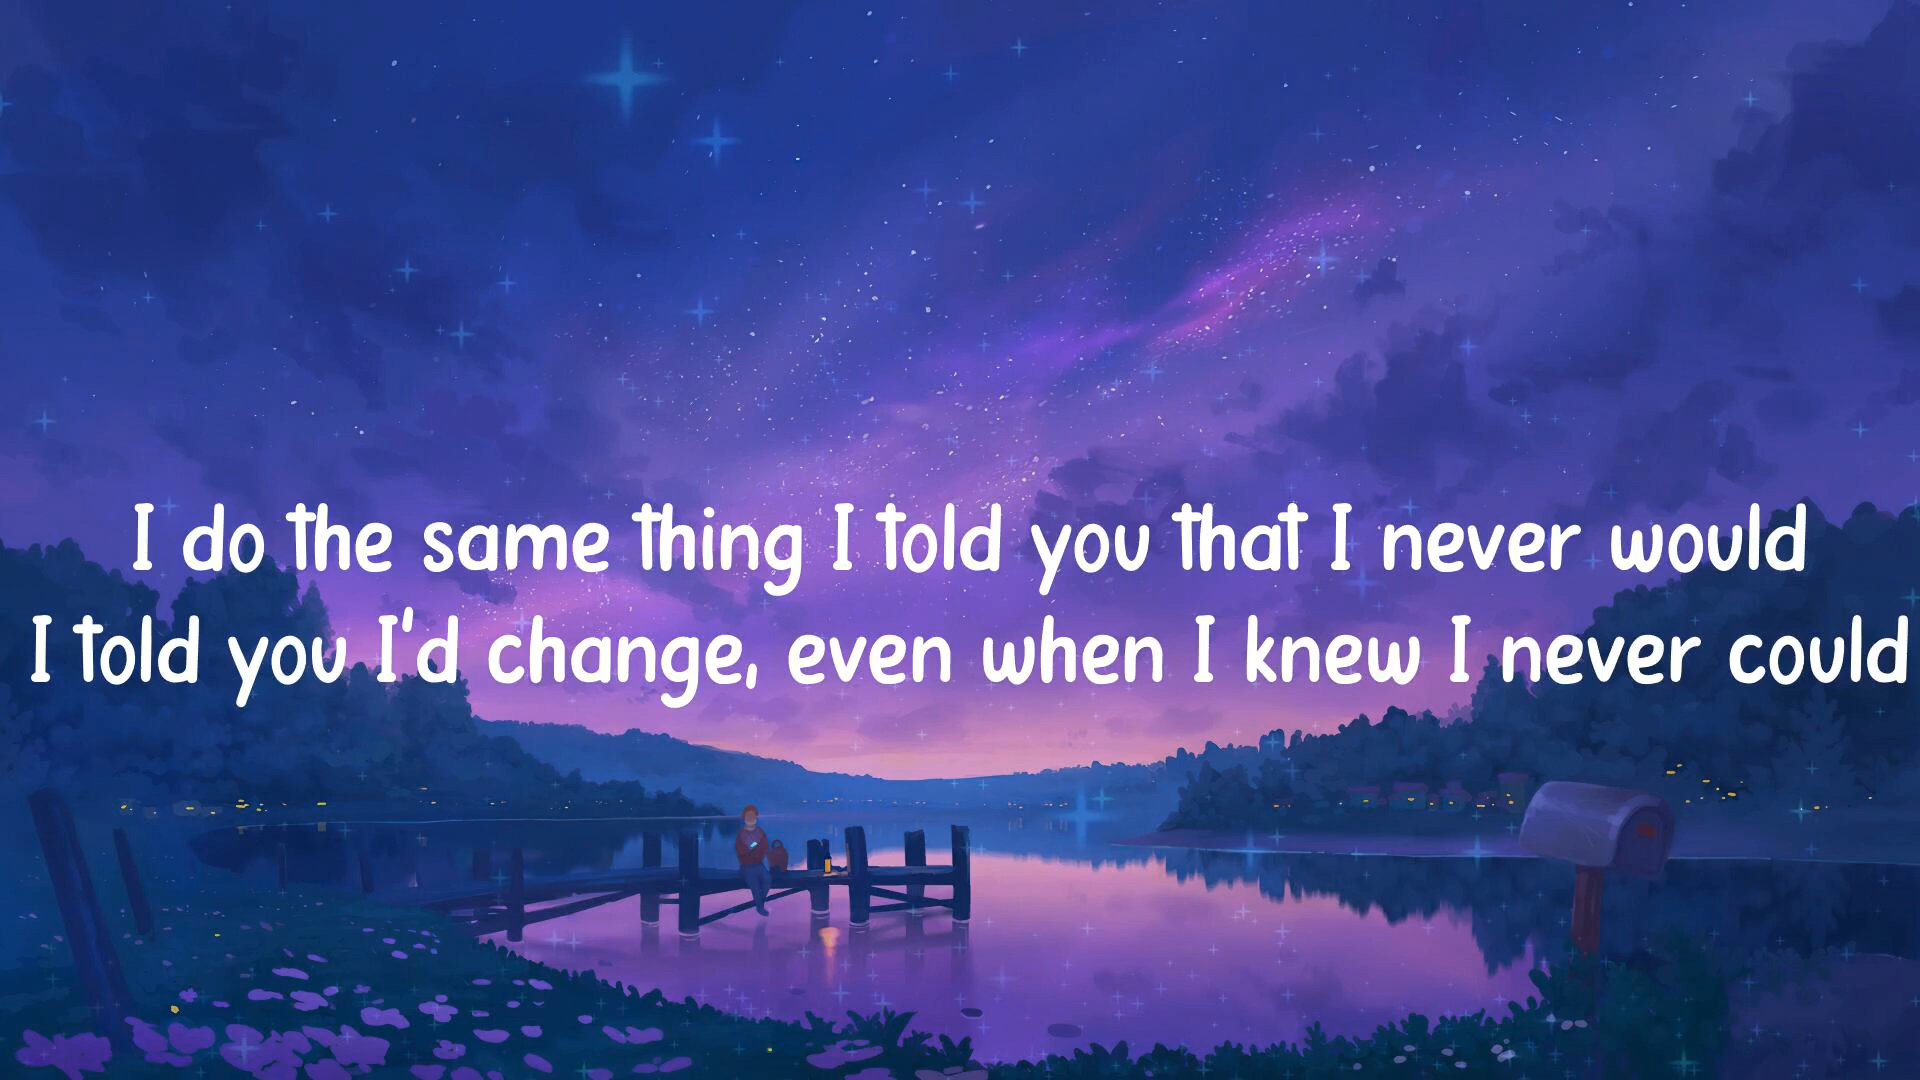 I do the same thing I told you that I never would
I told you I'd change, even when I knew I never could